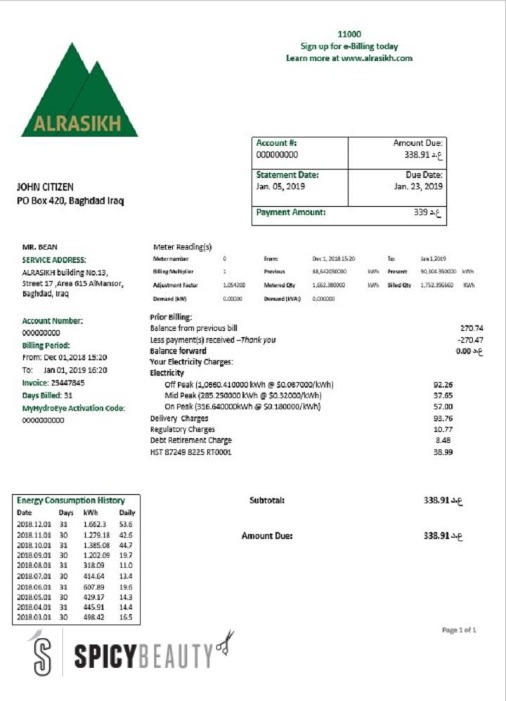 11000
Sign up for e-Billing today
Learn more at www.alrasikh.com
ALRASIKH
Account #:
000000000
Amount Due:
338.91 د.ع
Statement Date:
Jan. 05, 2019
Due Date:
Jan. 23, 2019
Payment Amount:
339 د.ع
JOHN CITIZEN
PO Box 420, Baghdad Iraq
MR. BEAN
SERVICE ADDRESS:
ALRASIKH building No.13,
Street 17 ,Area 615 AlMansor,
Baghdad, Iraq
Account Number:
000000000
Billing Period:
From: Dec 01,2018 15:20
To: Jan 01, 2019 16:20
Invoice: 25447845
Days Billed: 31
MyHydroEye Activation Code:
0000000000
Meter Reading(s)
Meter number 0 From: Dec 1, 2018 15:20 To: Jan 1,2019
Billing Multiplier 1 Previous 88,642030000 kWh Present 90,304.390000 kWh
Adjustment Factor 1.054200 Metered Qty 1,662.380000 kWh Billed Qty 1,752.396660 kWh
Demand (kW) 0.00000 Demand (kVA) 0.000000
Prior Billing:
Balance from previous bill 270.74
Less payment(s) received –Thank you -270.47
Balance forward 0.00 د.ع
Your Electricity Charges:
Electricity
Off Peak (1,0660.410000 kWh @ $0.087000/kWh) 92.26
Mid Peak (285.250000 kWh @ $0.32000/kWh) 37.65
On Peak (316.640000kWh @ $0.180000/kWh) 57.00
Delivery Charges 93.76
Regulatory Charges 10.77
Debt Retirement Charge 8.48
HST 87249 8225 RT0001 38.99
Energy Consumption History
Date Days kWh Daily
2018.12.01 31 1.662.3 53.6
2018.11.01 30 1.279.18 42.6
2018.10.01 31 1.385.08 44.7
2018.09.01 30 1.202.09 19.7
2018.08.01 31 318.09 11.0
2018.07.01 30 414.64 13.4
2018.06.01 31 607.89 19.6
2018.05.01 30 429.17 14.3
2018.04.01 31 445.91 14.4
2018.03.01 30 498.42 16.5
Subtotal: 338.91 د.ع
Amount Due: 338.91 د.ع
Page 1 of 1
SPICYBEAUTY